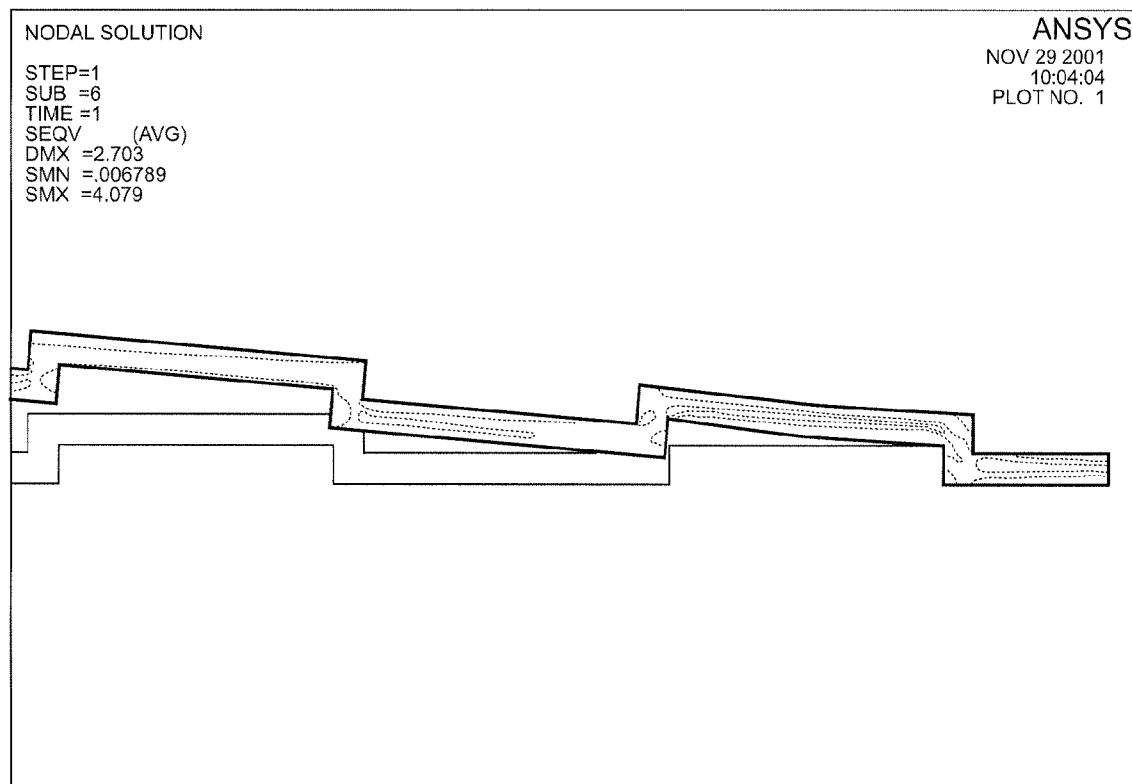 NODAL SOLUTION
STEP=1
SUB =6
TIME =1
SEQV (AVG)
DMX =2.703
SMN =.006789
SMX =4.079
ANSYS
NOV 29 2001
10:04:04
PLOT NO. 1